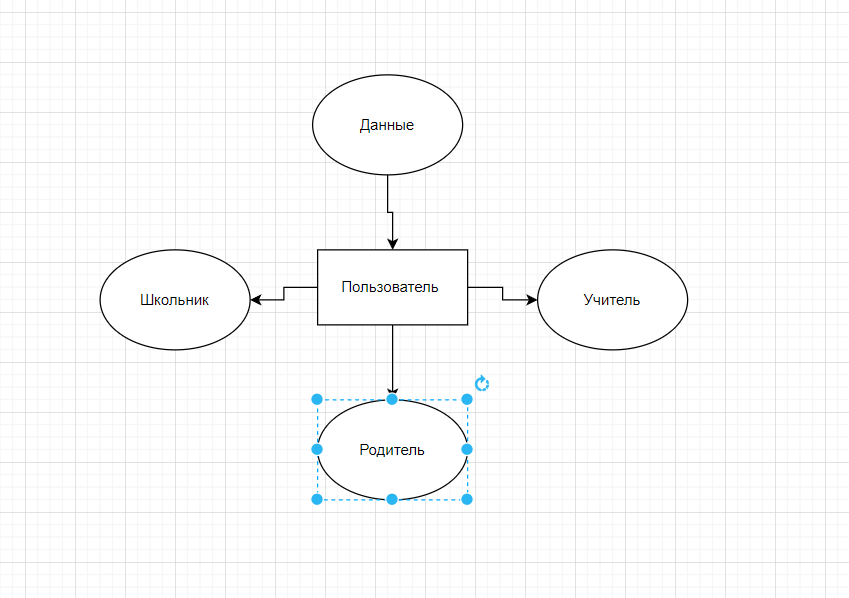 Данные
Пользователь
Школьник
Учитель
Родитель